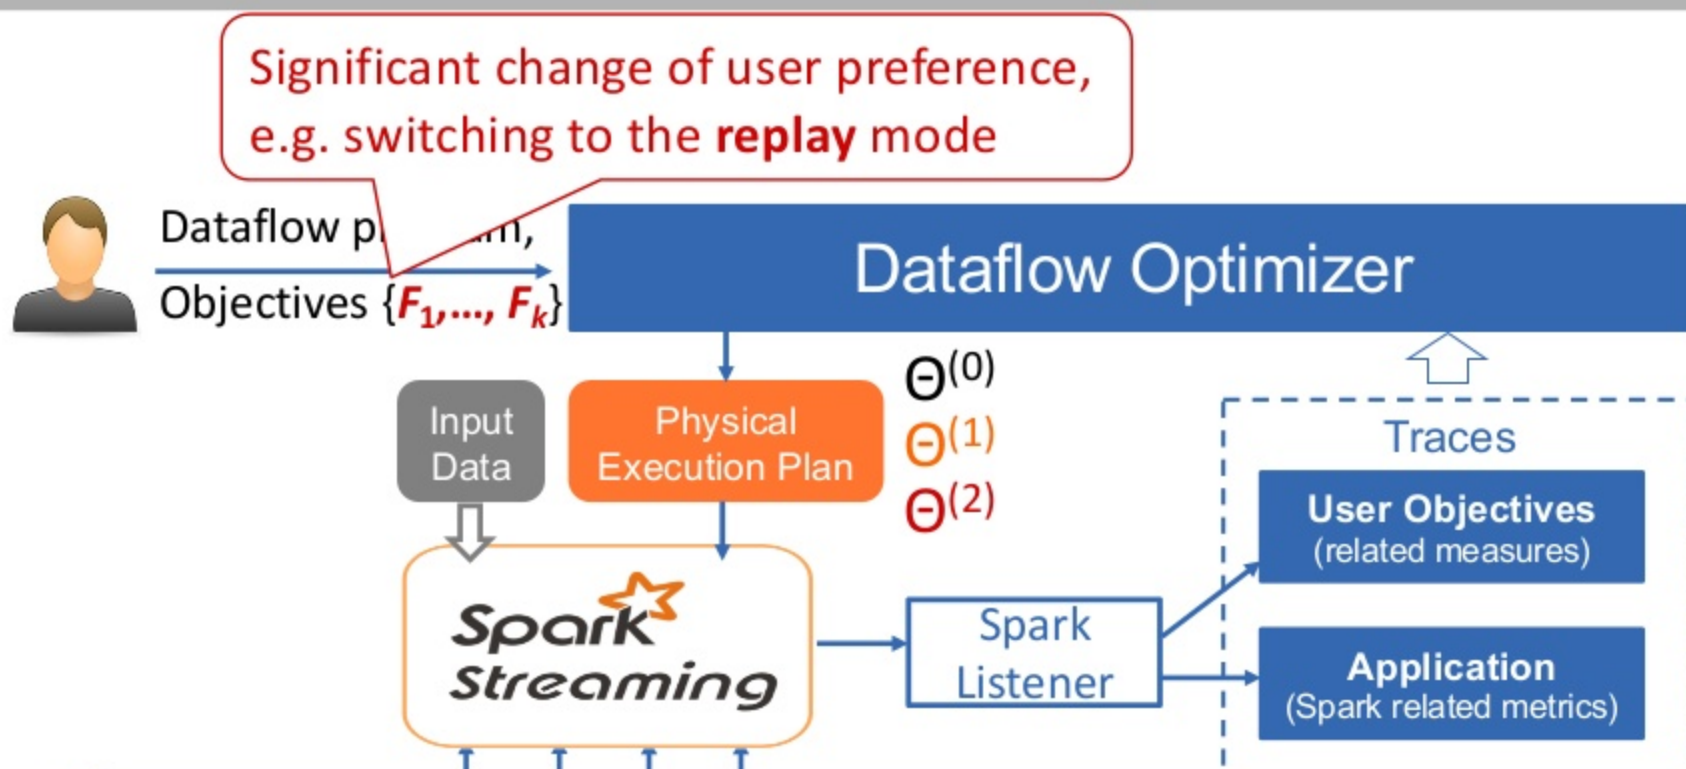 Significant change of user preference,
e.g. switching to the replay mode
Dataflow
Objectives {F1,..., Fk}
Dataflow Optimizer
Input
Data
Physical
Execution Plan
Θ(0)
Θ(1)
Θ(2)
Traces
User Objectives
(related measures)
Spark
Streaming
Spark
Listener
Application
(Spark related metrics)